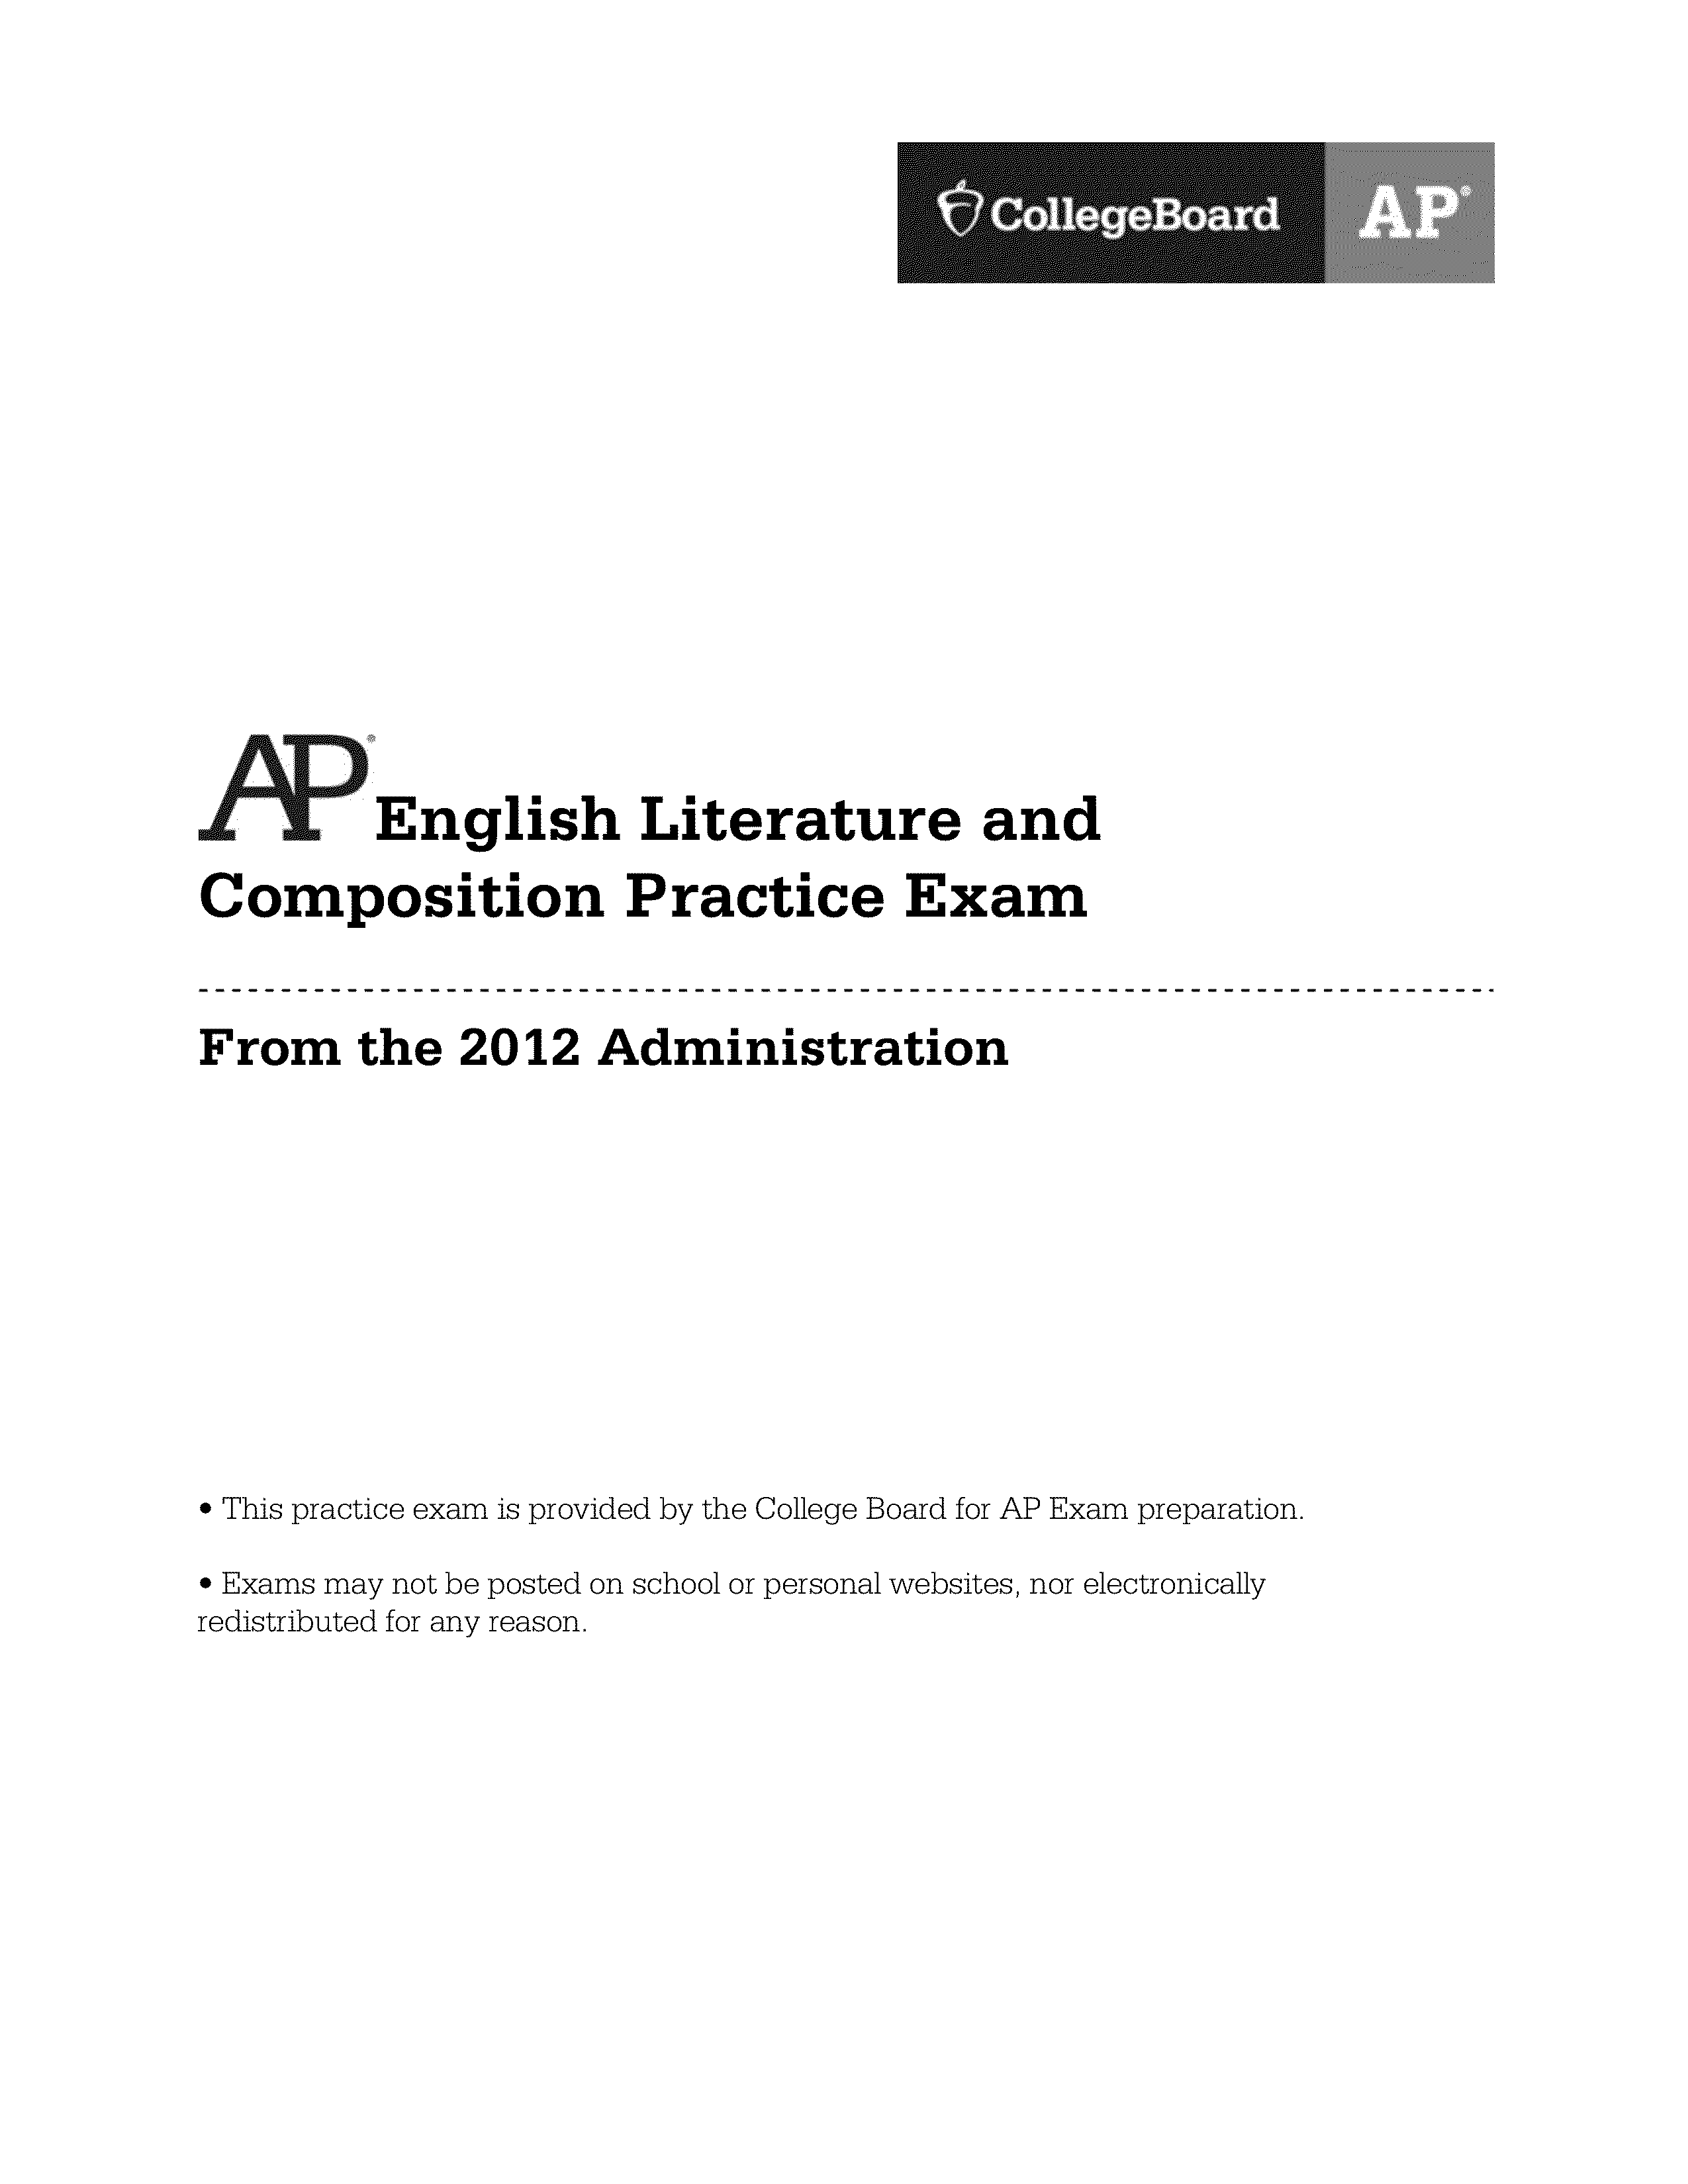 CollegeBoard AP®
AP® English Literature and
Composition Practice Exam
From the 2012 Administration
• This practice exam is provided by the College Board for AP Exam preparation.
• Exams may not be posted on school or personal websites, nor electronically
redistributed for any reason.